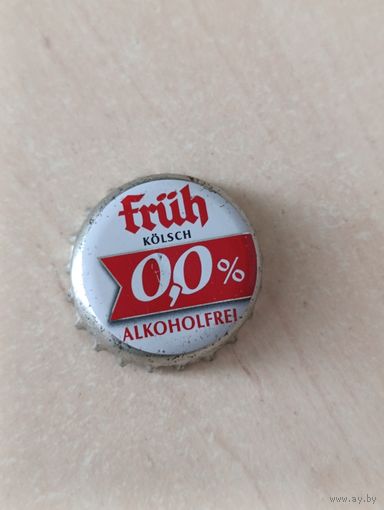 Früh
KÖLSCH
0,0%
ALKOHOLFREI
www.ay.by